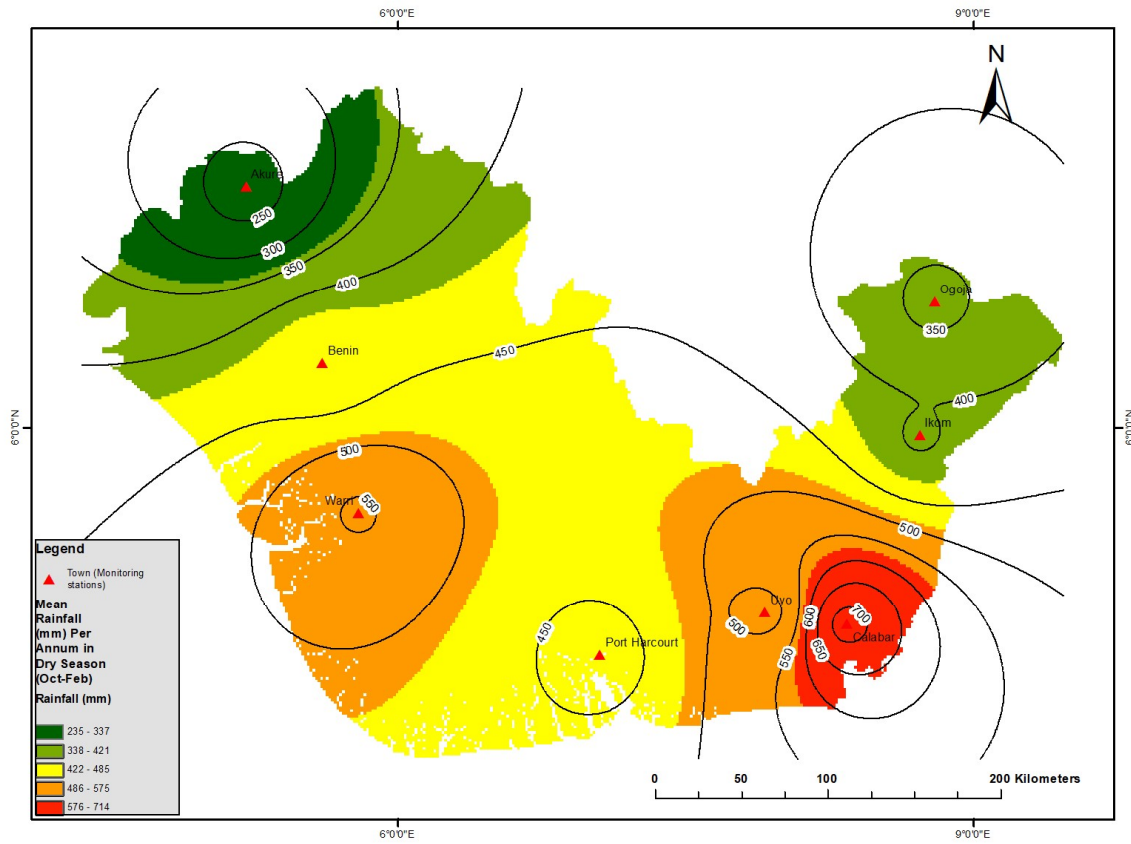 6°0'0"E
9°0'0"E
N
Akure
250
300
350
400
Ogoja
350
Benin
450
400
Ikom
6°0'0"N
6°0'0"N
500
Warri
550
500
Uyo
500
600
700
Calabar
650
550
450
Port Harcourt
Legend
Town (Monitoring
stations)
Mean
Rainfall
(mm) Per
Annum in
Dry Season
(Oct-Feb)
Rainfall (mm)
235 - 337
338 - 421
422 - 485
486 - 575
576 - 714
0 50 100 200 Kilometers
6°0'0"E
9°0'0"E